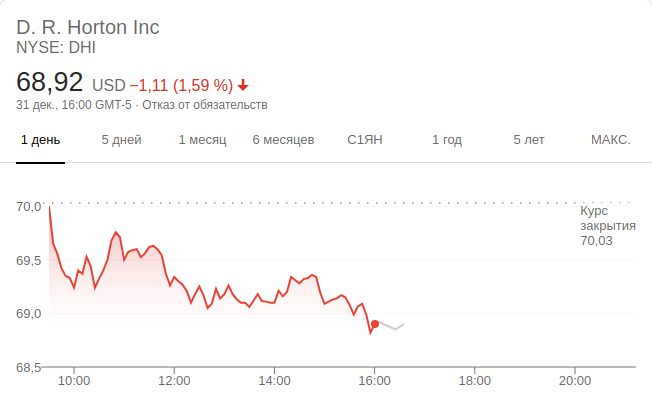 D. R. Horton Inc
NYSE: DHI
68,92 USD −1,11 (1,59 %)
31 дек., 16:00 GMT-5 · Отказ от обязательств
1 день 5 дней 1 месяц 6 месяцев С1ЯН 1 год 5 лет МАКС.
70,0
Курс
закрытия
70,03
69,5
69,0
68,5
10:00 12:00 14:00 16:00 18:00 20:00